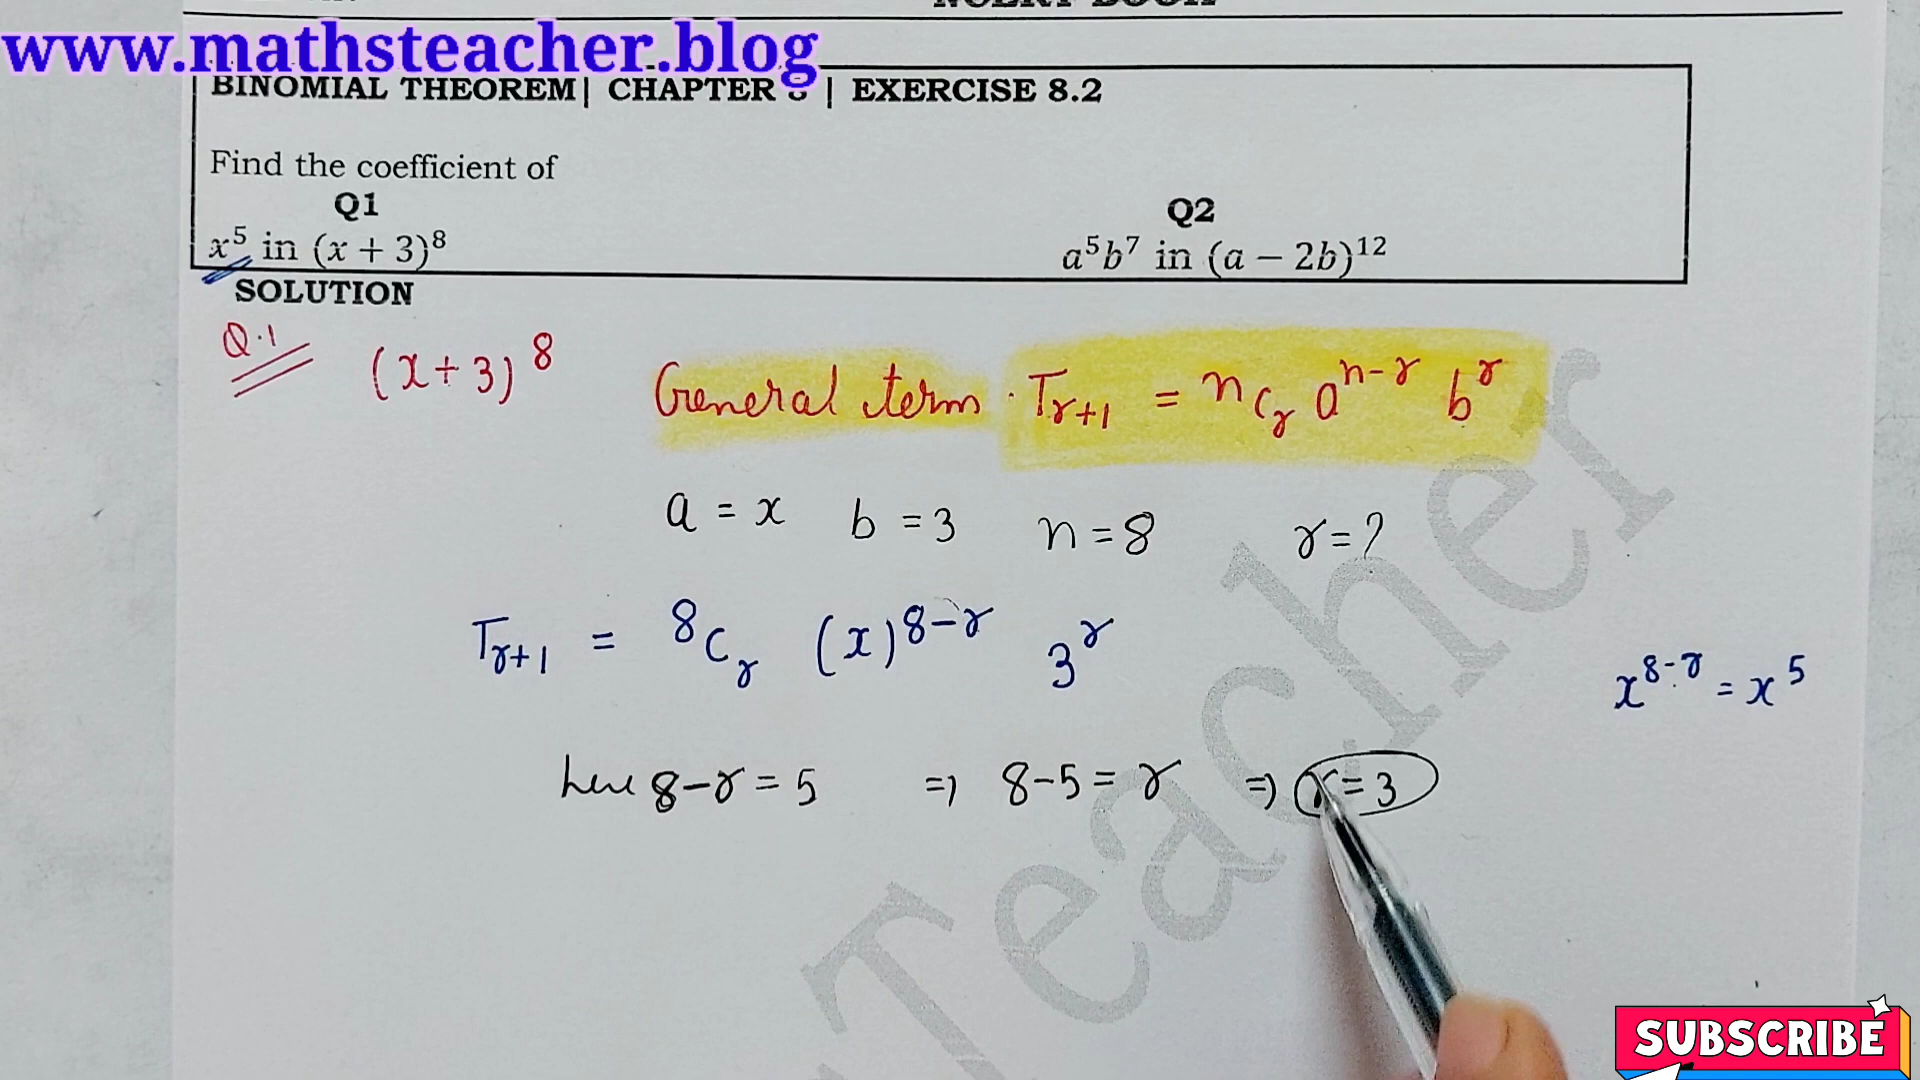 www.mathsteacher.blog
BINOMIAL THEOREM| CHAPTER 8 | EXERCISE 8.2
Find the coefficient of
Q1 Q2
x⁵ in (x + 3)⁸ a⁵b⁷ in (a − 2b)¹²
SOLUTION
Q.1 (x+3)⁸ General term . Tᵣ₊₁ = ⁿCᵣ aⁿ⁻ʳ bʳ
a = x b = 3 n = 8 r = ?
Tᵣ₊₁ = ⁸Cᵣ (x)⁸⁻ʳ 3ʳ
x⁸⁻ʳ = x⁵
here 8-r = 5 ⇒ 8-5 = r ⇒ r = 3
Teacher
SUBSCRIBE